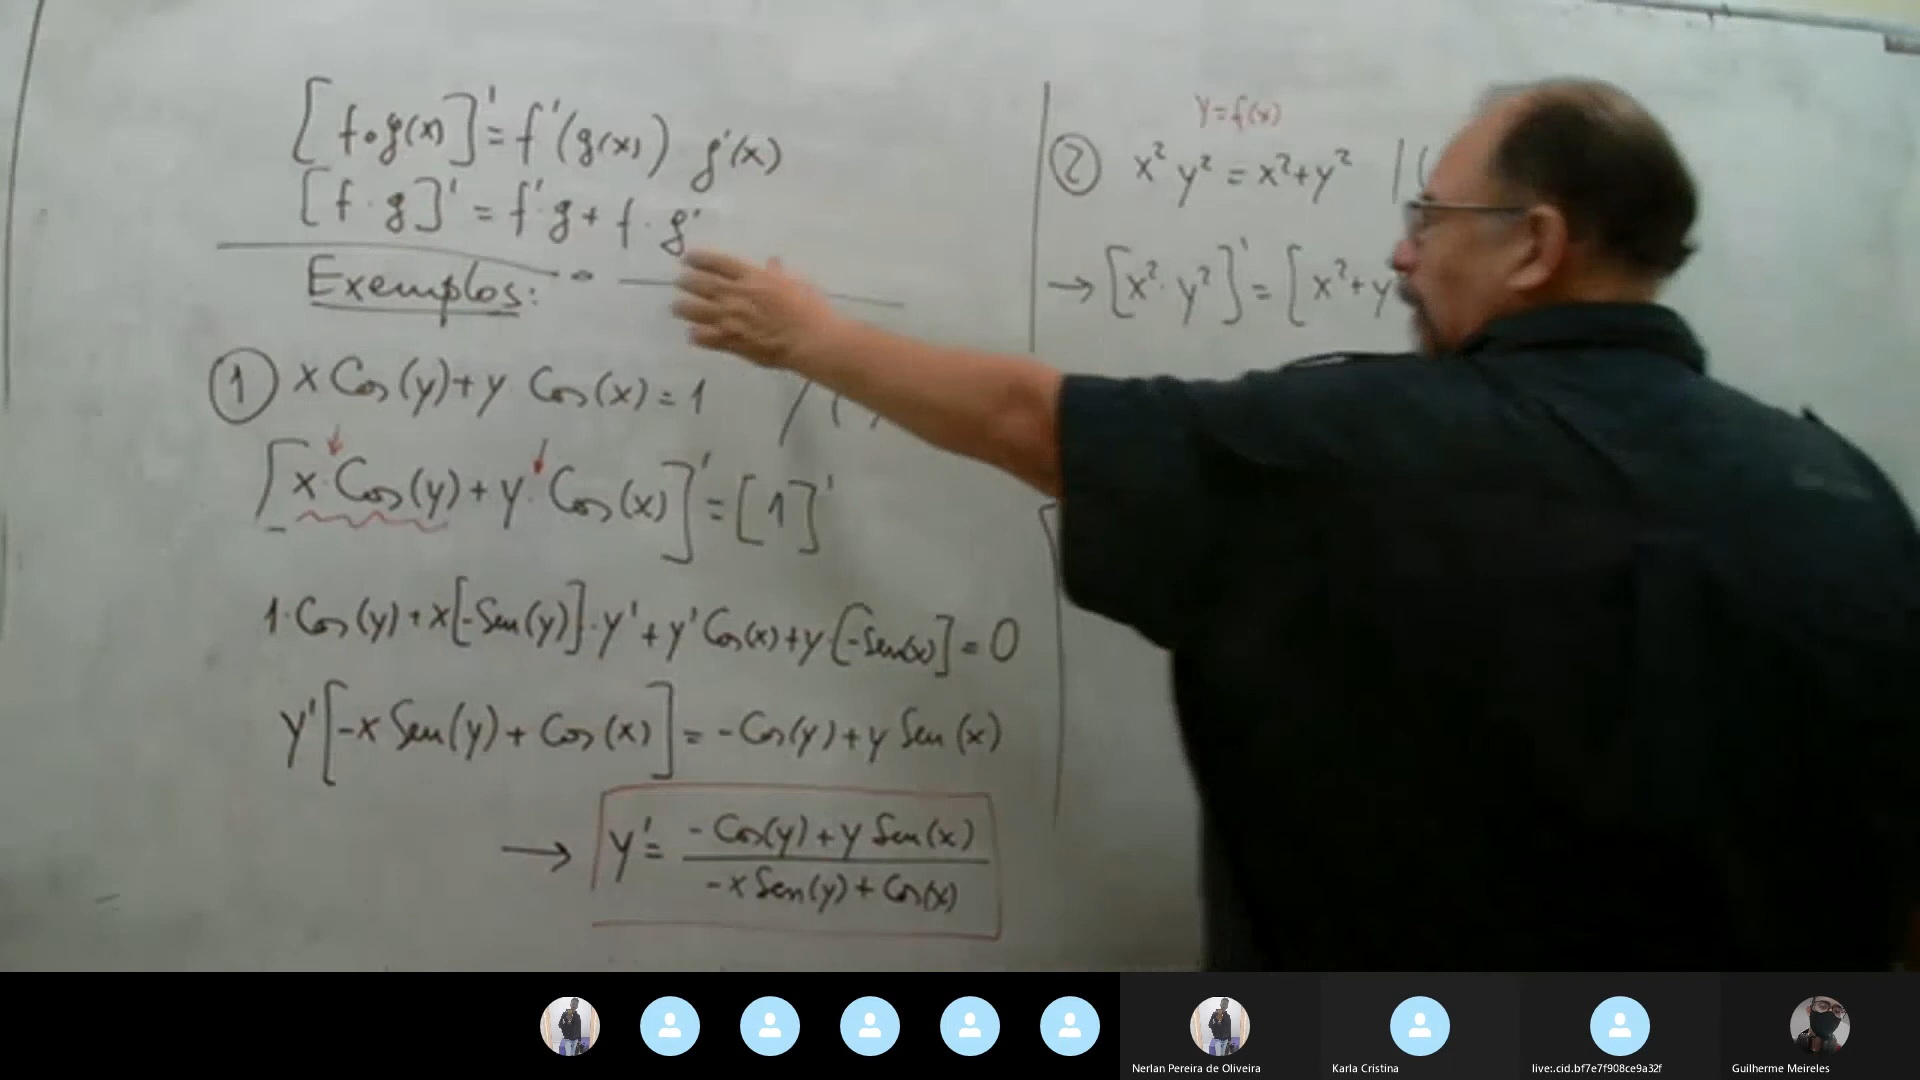 [f∘g(x)]' = f'(g(x)) g'(x)
[f · g]' = f' · g + f · g'
Exemplos:
① x Cos(y) + y Cos(x) = 1 / ( )
[x · Cos(y) + y · Cos(x)]' = [1]'
1 · Cos(y) + x[-Sen(y)] · y' + y' Cos(x) + y · [-Sen(x)] = 0
y'[-x Sen(y) + Cos(x)] = -Cos(y) + y Sen(x)
→ y' = -Cos(y) + y Sen(x)
-x Sen(y) + Cos(x)
y = f(x)
② x² y² = x² + y² | (
→ [x² · y²]' = [x² + y
Nerlan Pereira de Oliveira
Karla Cristina
live:.cid.bf7e7f908ce9a32f
Guilherme Meireles